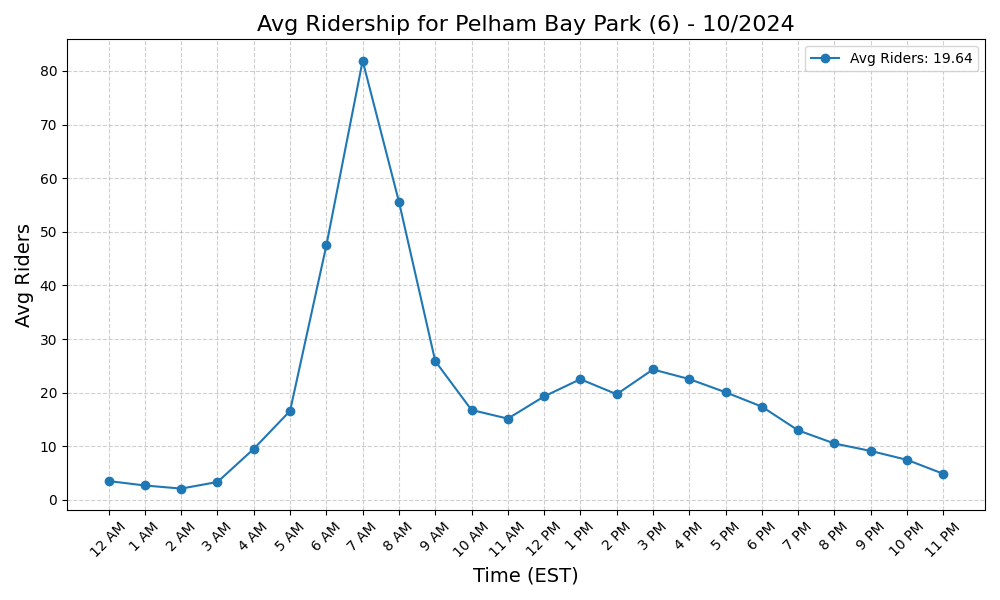 Avg Ridership for Pelham Bay Park (6) - 10/2024
Avg Riders: 19.64
Avg Riders
80
70
60
50
40
30
20
10
0
12 AM
1 AM
2 AM
3 AM
4 AM
5 AM
6 AM
7 AM
8 AM
9 AM
10 AM
11 AM
12 PM
1 PM
2 PM
3 PM
4 PM
5 PM
6 PM
7 PM
8 PM
9 PM
10 PM
11 PM
Time (EST)